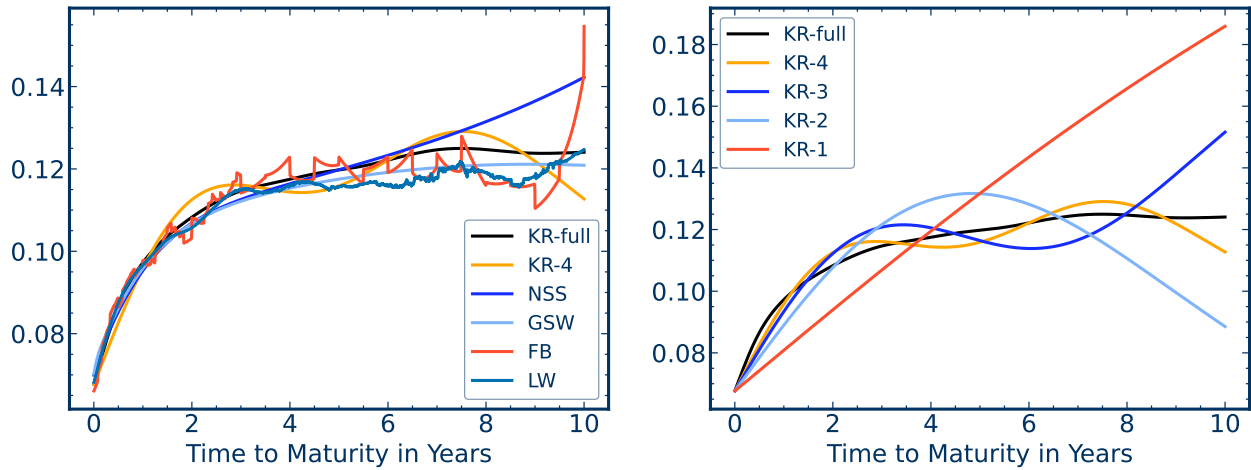 0.14
0.12
0.10
0.08
KR-full
KR-4
NSS
GSW
FB
LW
0 2 4 6 8 10
Time to Maturity in Years
0.18
0.16
0.14
0.12
0.10
0.08
KR-full
KR-4
KR-3
KR-2
KR-1
0 2 4 6 8 10
Time to Maturity in Years